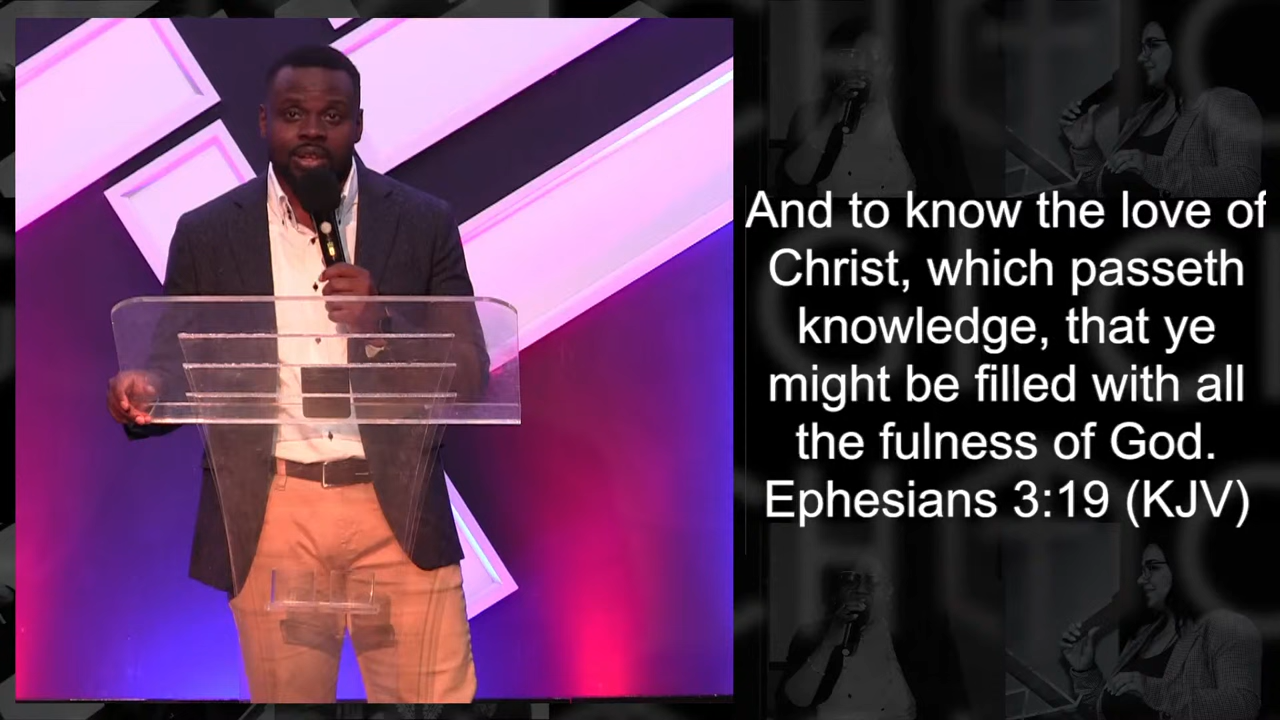 And to know the love of
Christ, which passeth
knowledge, that ye
might be filled with all
the fulness of God.
Ephesians 3:19 (KJV)